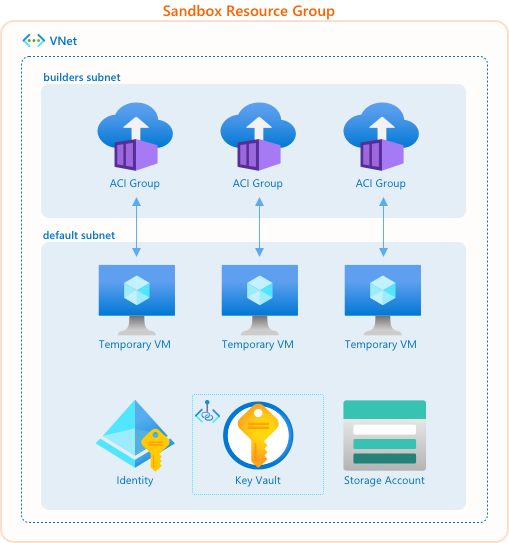 Sandbox Resource Group
VNet
builders subnet
ACI Group
ACI Group
ACI Group
default subnet
Temporary VM
Temporary VM
Temporary VM
Identity
Key Vault
Storage Account